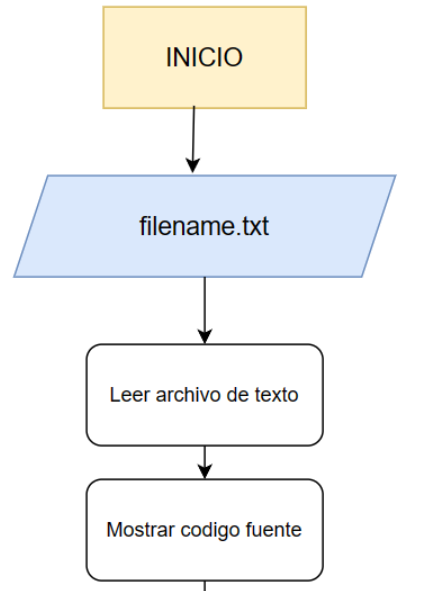 INICIO
filename.txt
Leer archivo de texto
Mostrar codigo fuente